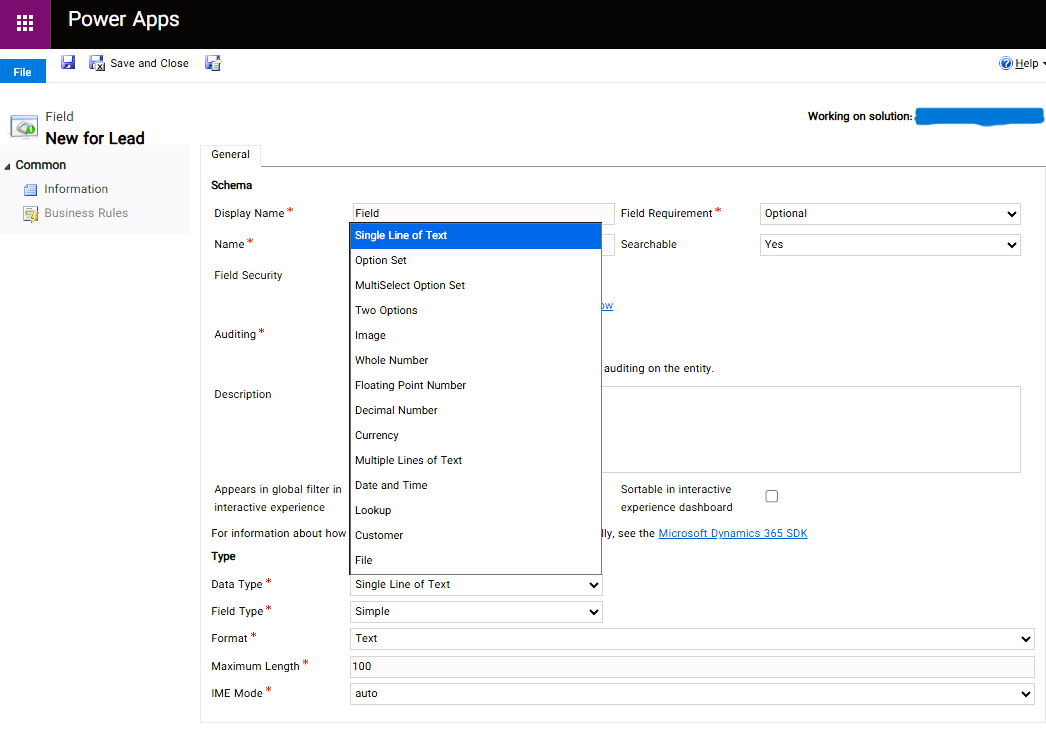 Power Apps
File
Save and Close
Help
Field
New for Lead
Working on solution:
Common
Information
Business Rules
General
Schema
Display Name * Field Field Requirement * Optional
Name * Searchable Yes
Field Security
ow
Auditing *
auditing on the entity.
Description
Single Line of Text
Option Set
MultiSelect Option Set
Two Options
Image
Whole Number
Floating Point Number
Decimal Number
Currency
Multiple Lines of Text
Date and Time
Lookup
Customer
File
Appears in global filter in
interactive experience
Sortable in interactive
experience dashboard
For information about how
lly, see the Microsoft Dynamics 365 SDK
Type
Data Type * Single Line of Text
Field Type * Simple
Format * Text
Maximum Length * 100
IME Mode * auto